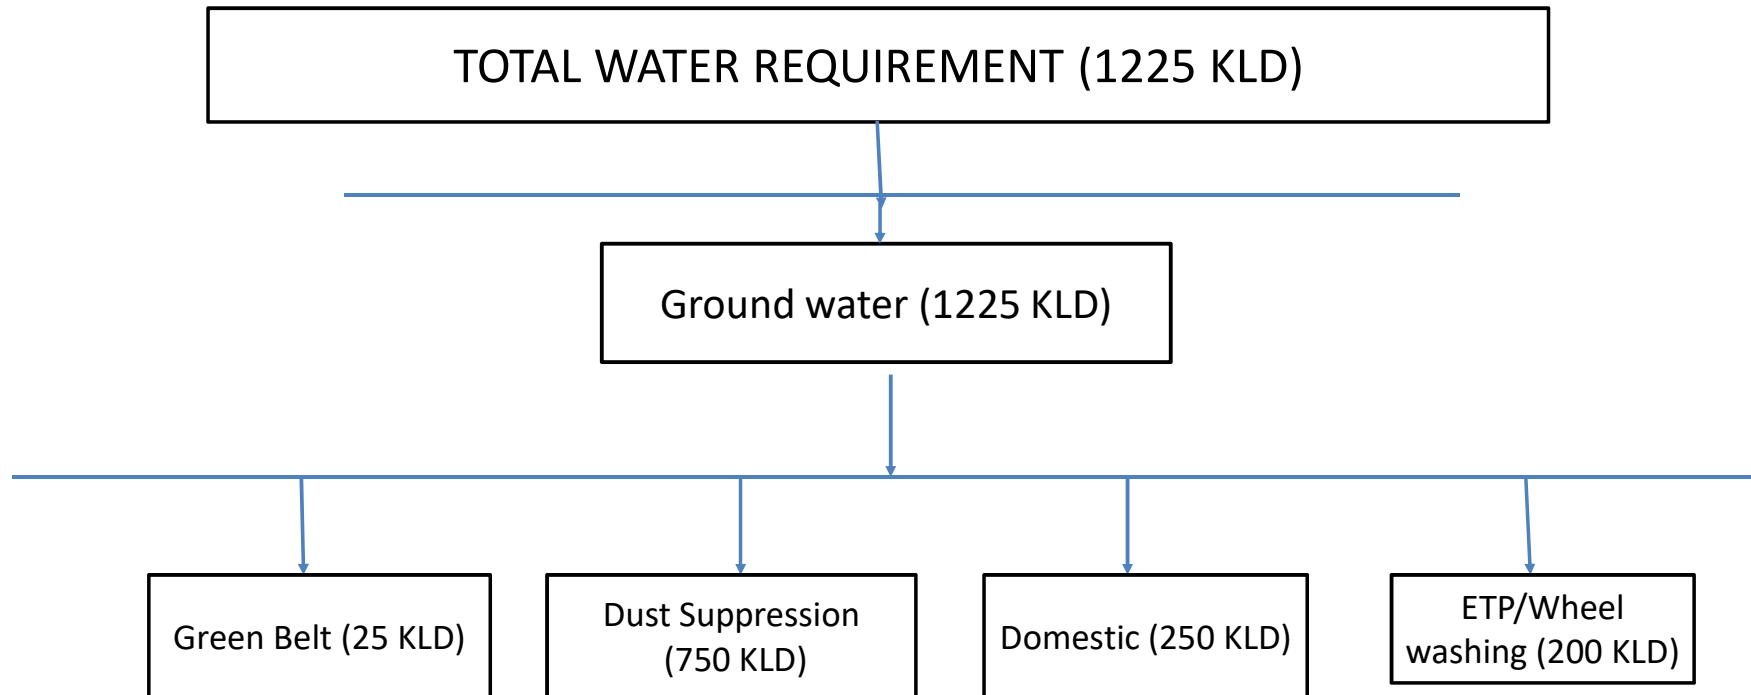 TOTAL WATER REQUIREMENT (1225 KLD)
Ground water (1225 KLD)
Green Belt (25 KLD)
Dust Suppression
(750 KLD)
Domestic (250 KLD)
ETP/Wheel
washing (200 KLD)